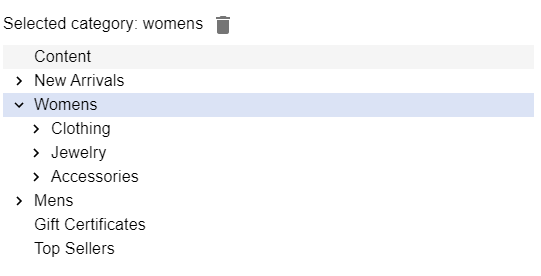 Selected category: womens
Content
New Arrivals
Womens
Clothing
Jewelry
Accessories
Mens
Gift Certificates
Top Sellers